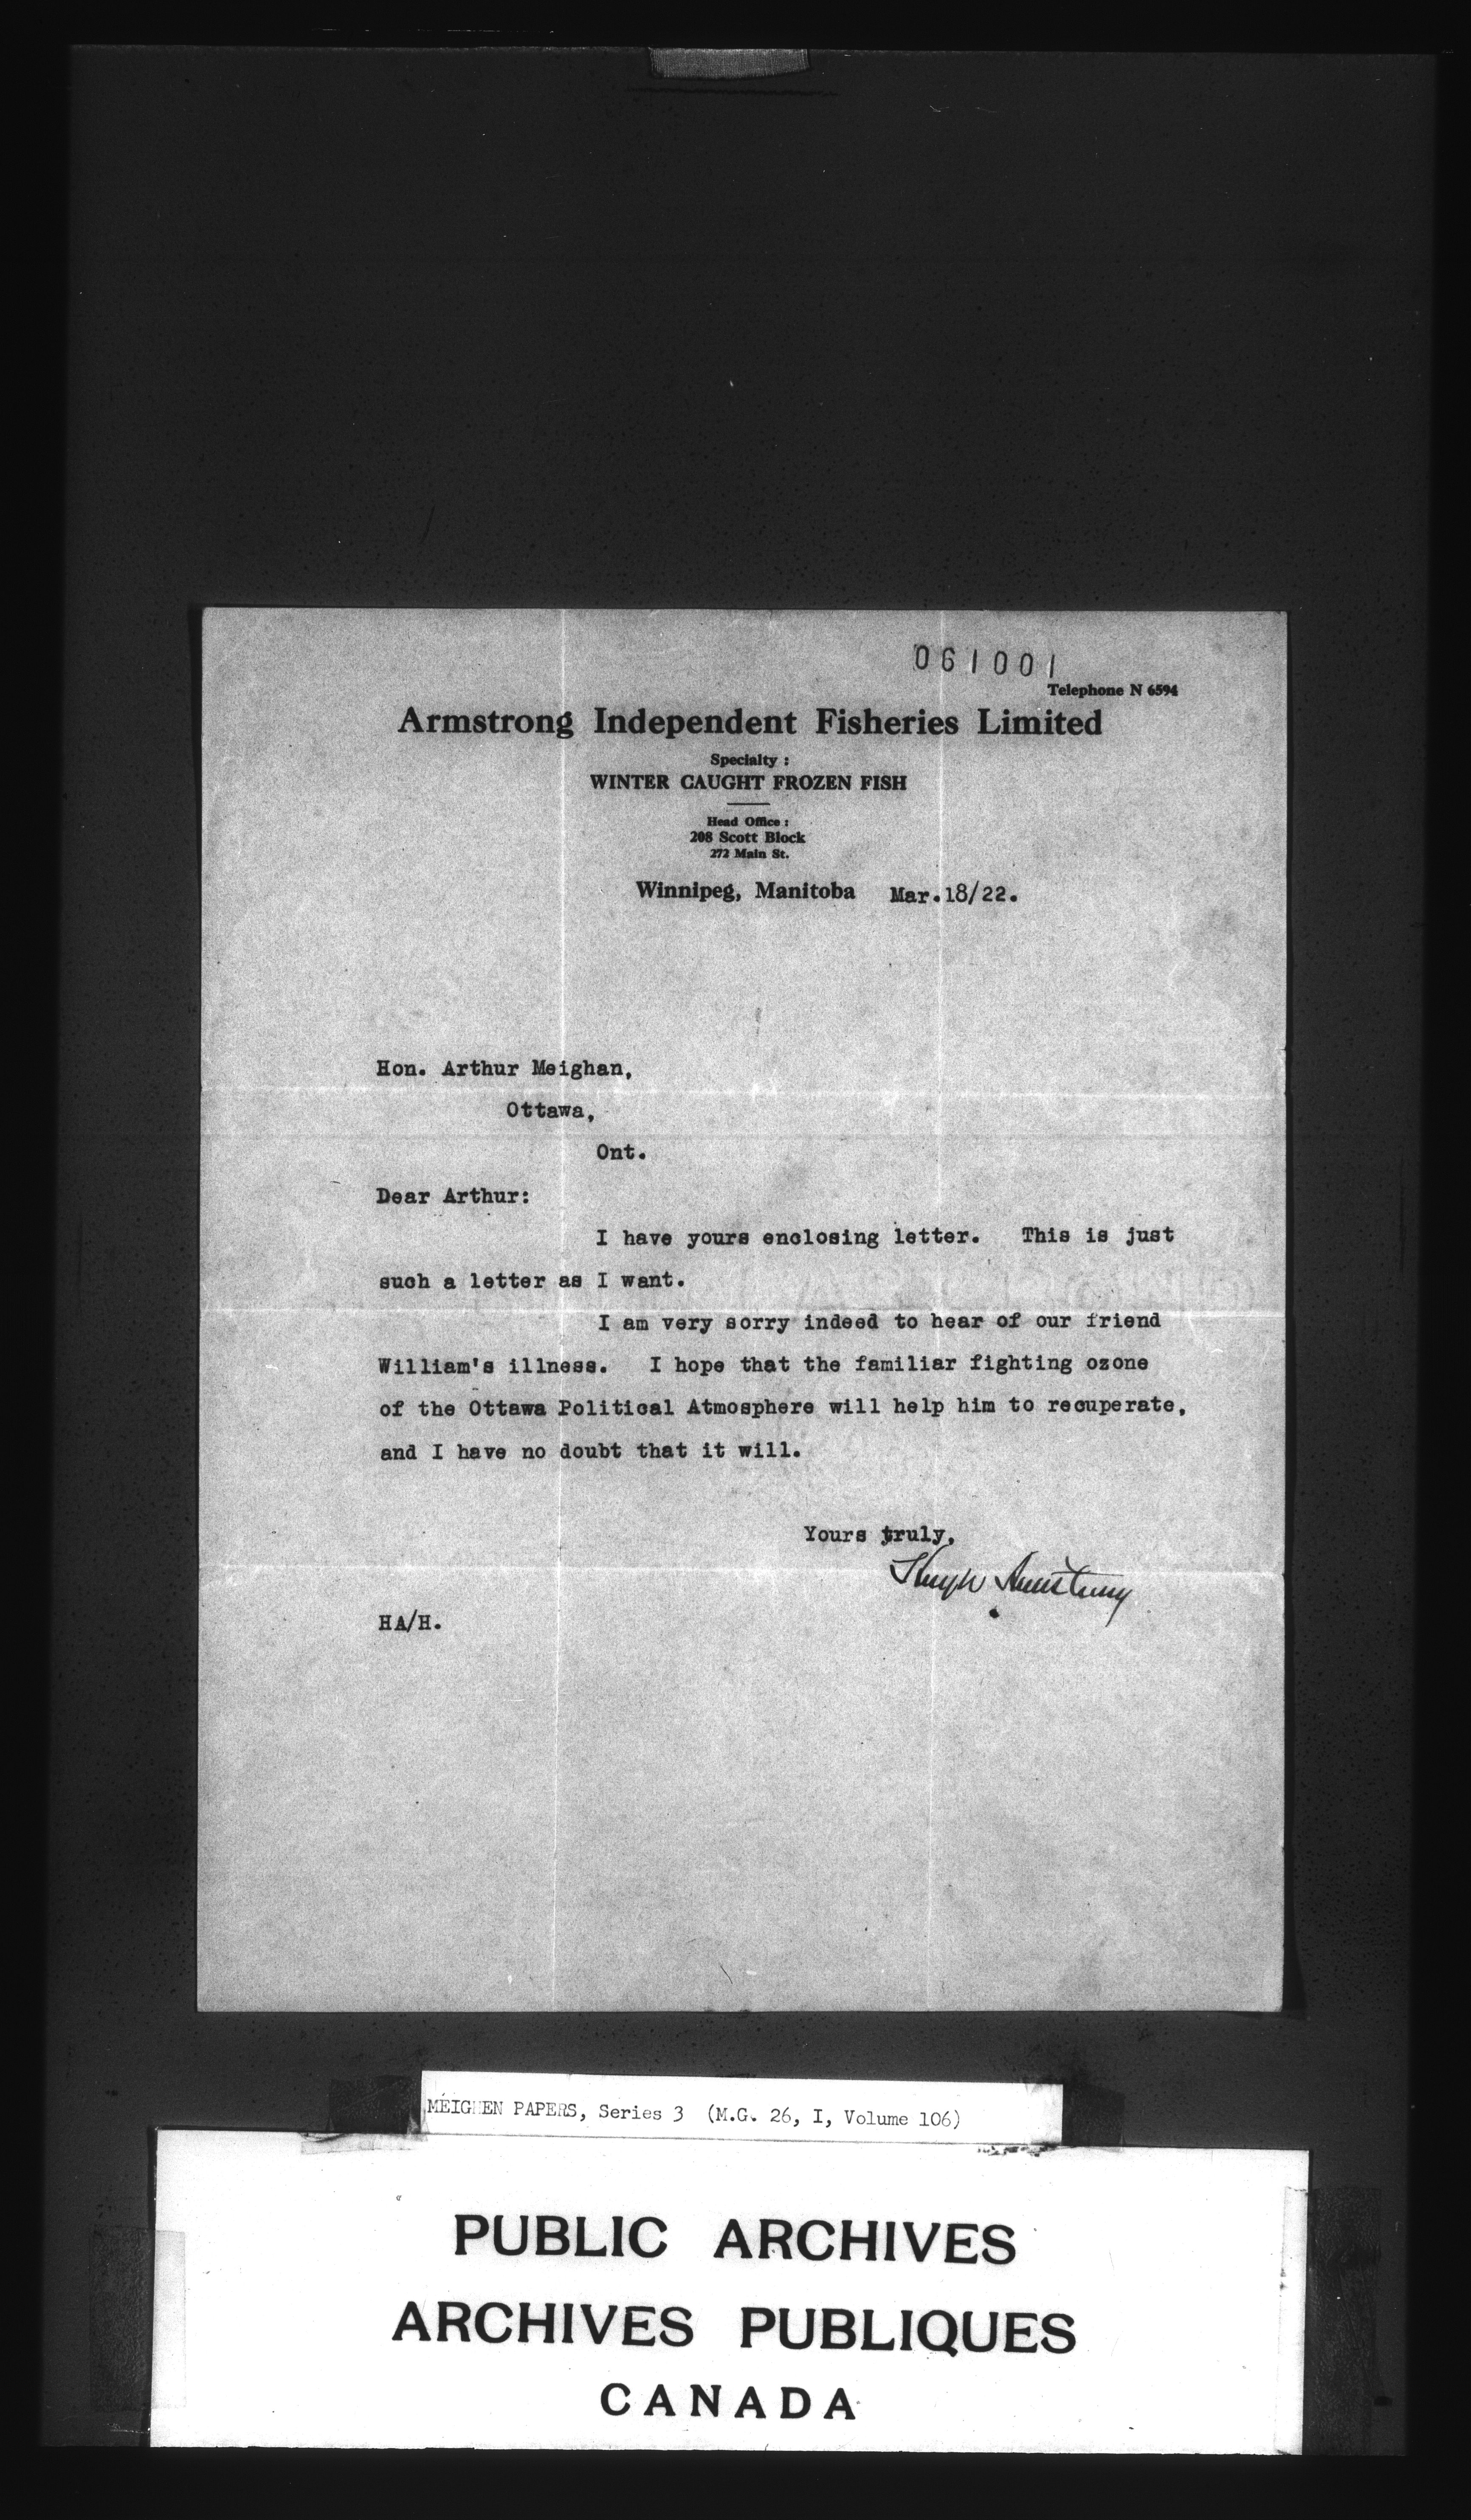 061001
Telephone N 6594
Armstrong Independent Fisheries Limited
Specialty :
WINTER CAUGHT FROZEN FISH
Head Office :
208 Scott Block
272 Main St.
Winnipeg, Manitoba Mar.18/22.
Hon. Arthur Meighan,
Ottawa,
Ont.
Dear Arthur:
I have yours enclosing letter. This is just
such a letter as I want.
I am very sorry indeed to hear of our friend
William's illness. I hope that the familiar fighting ozone
of the Ottawa Political Atmosphere will help him to recuperate,
and I have no doubt that it will.
Yours truly,
Hugh Armstrong
HA/H.
MEIGHEN PAPERS, Series 3 (M.G. 26, I, Volume 106)
PUBLIC ARCHIVES
ARCHIVES PUBLIQUES
CANADA